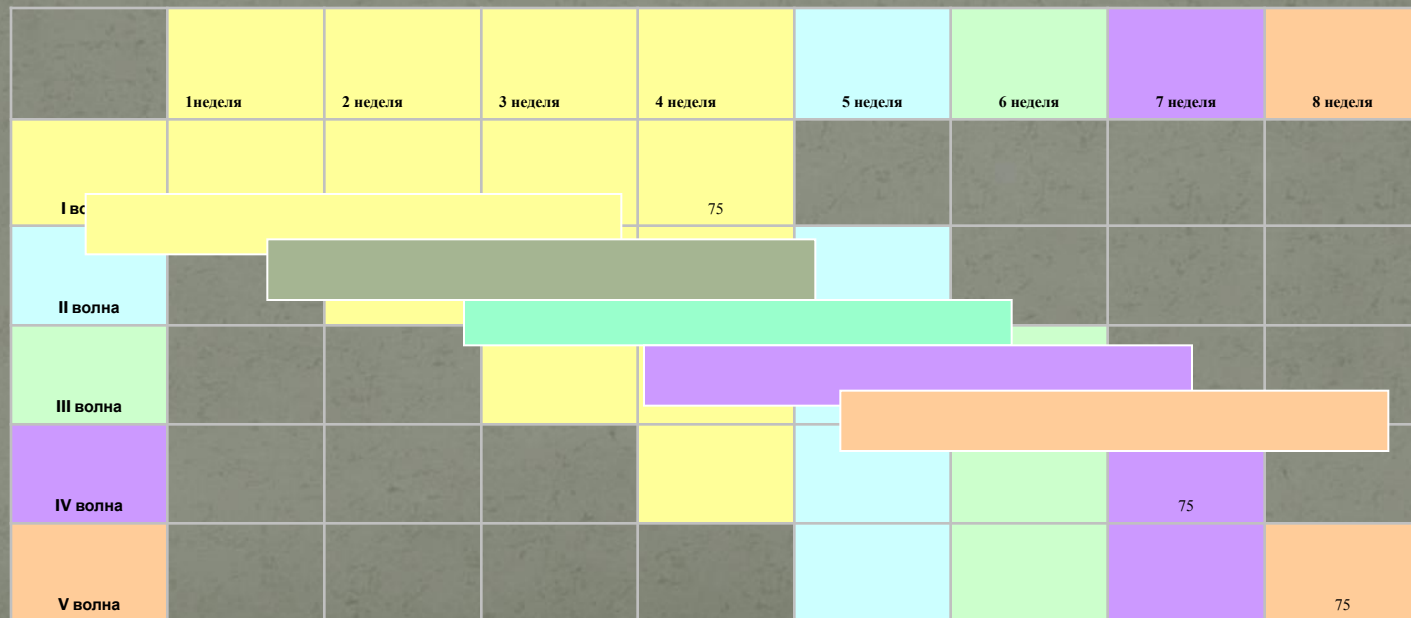 1неделя 2 неделя 3 неделя 4 неделя 5 неделя 6 неделя 7 неделя 8 неделя
I во 75
II волна
III волна
IV волна 75
V волна 75